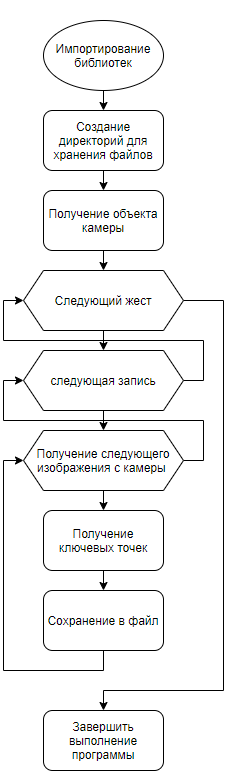 Импортирование
библиотек
Создание
директорий для
хранения файлов
Получение объекта
камеры
Следующий жест
следующая запись
Получение следующего
изображения с камеры
Получение
ключевых точек
Сохранение в файл
Завершить
выполнение
программы